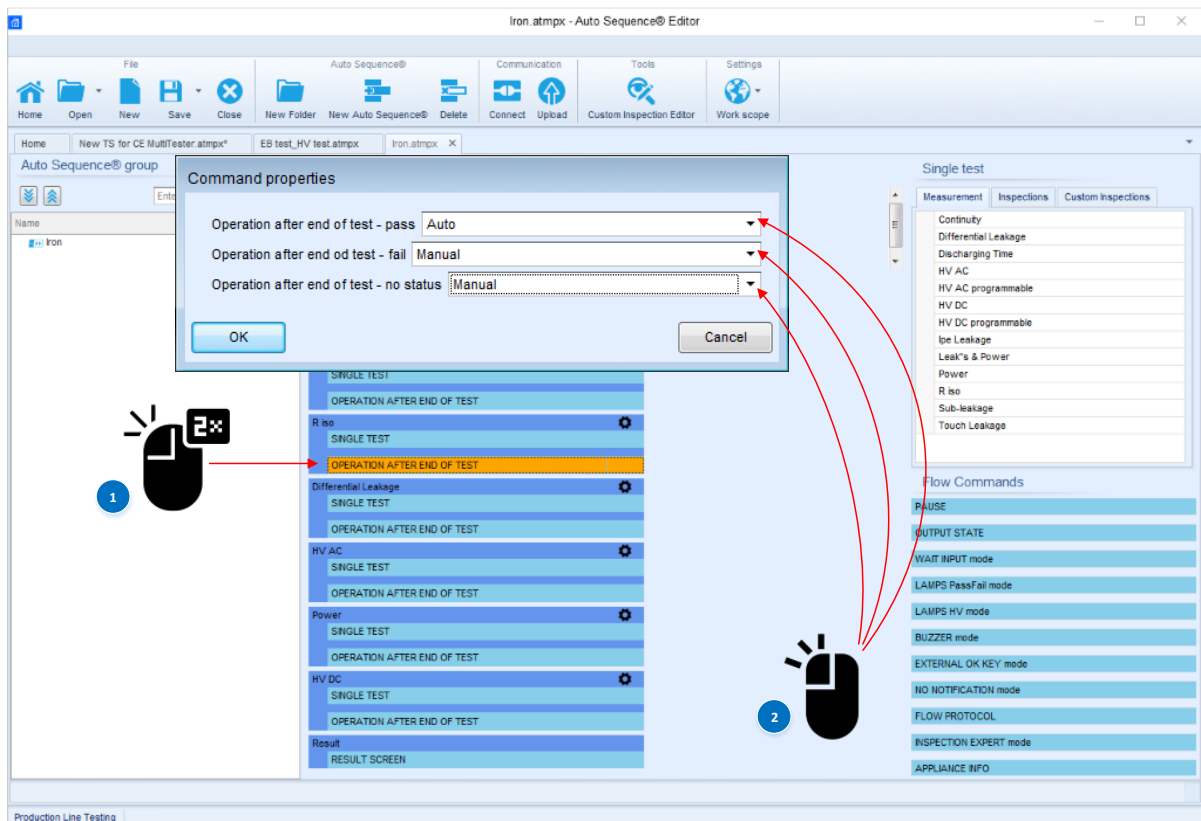 Iron.atmpx - Auto Sequence® Editor
File
Auto Sequence®
Communication
Tools
Settings
Home
Open
New
Save
Close
New Folder
New Auto Sequence®
Delete
Connect
Upload
Custom Inspection Editor
Work scope
Home
New TS for CE MultiTester.atmpx*
EB test_HV test.atmpx
Iron.atmpx
Auto Sequence® group
Name
Iron
Command properties
Operation after end of test - pass Auto
Operation after end od test - fail Manual
Operation after end of test - no status Manual
OK
Cancel
SINGLE TEST
OPERATION AFTER END OF TEST
R iso
SINGLE TEST
OPERATION AFTER END OF TEST
Differential Leakage
SINGLE TEST
OPERATION AFTER END OF TEST
HV AC
SINGLE TEST
OPERATION AFTER END OF TEST
Power
SINGLE TEST
OPERATION AFTER END OF TEST
HV DC
SINGLE TEST
OPERATION AFTER END OF TEST
Result
RESULT SCREEN
2x
1
2
Single test
Measurement
Inspections
Custom Inspections
Continuity
Differential Leakage
Discharging Time
HV AC
HV AC programmable
HV DC
HV DC programmable
Ipe Leakage
Leak"s & Power
Power
R iso
Sub-leakage
Touch Leakage
Flow Commands
PAUSE
OUTPUT STATE
WAIT INPUT mode
LAMPS PassFail mode
LAMPS HV mode
BUZZER mode
EXTERNAL OK KEY mode
NO NOTIFICATION mode
FLOW PROTOCOL
INSPECTION EXPERT mode
APPLIANCE INFO
Production Line Testing